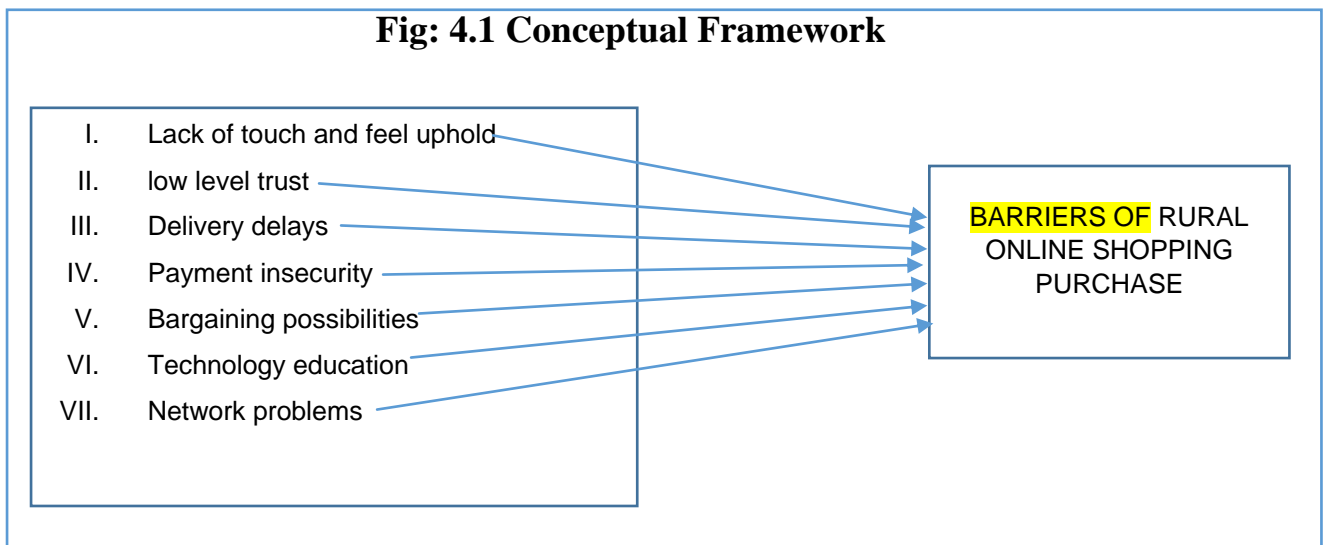 Fig: 4.1 Conceptual Framework
I. Lack of touch and feel uphold
II. low level trust
III. Delivery delays
IV. Payment insecurity
V. Bargaining possibilities
VI. Technology education
VII. Network problems
BARRIERS OF RURAL
ONLINE SHOPPING
PURCHASE